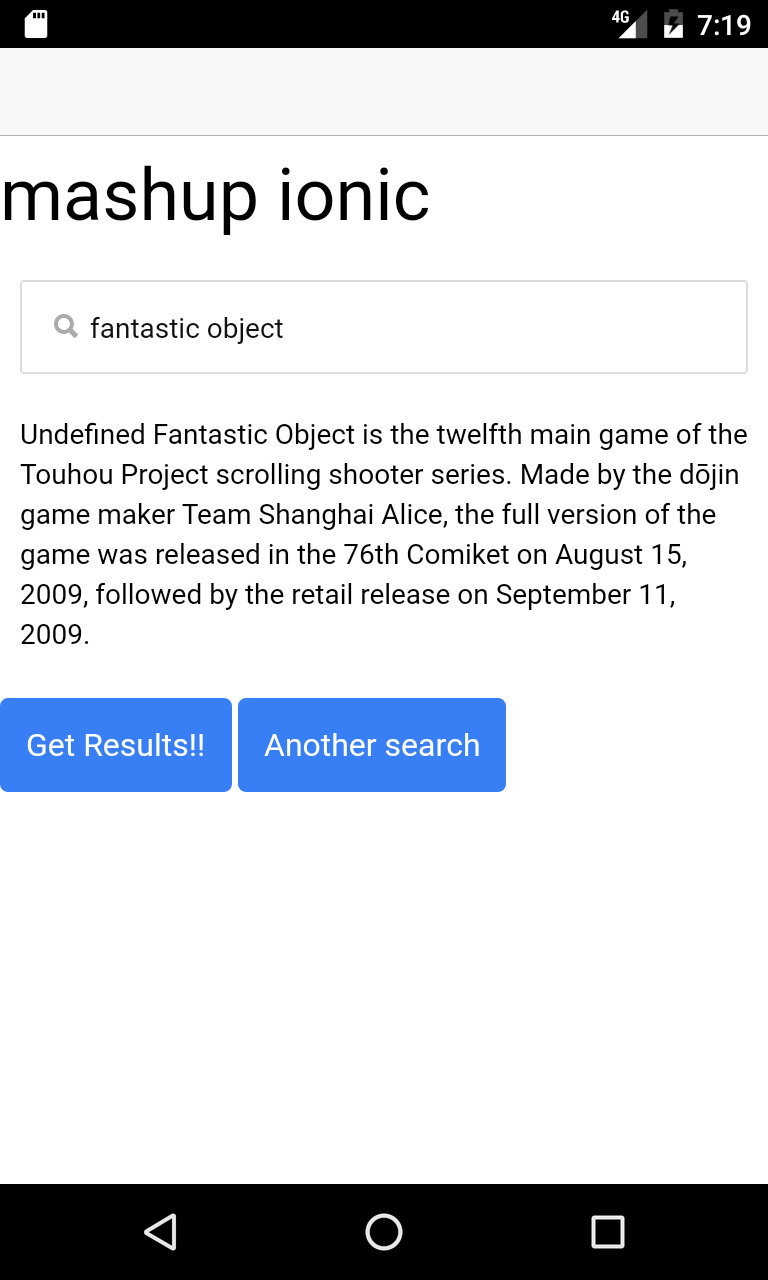 4G 7:19
mashup ionic
fantastic object
Undefined Fantastic Object is the twelfth main game of the
Touhou Project scrolling shooter series. Made by the dōjin
game maker Team Shanghai Alice, the full version of the
game was released in the 76th Comiket on August 15,
2009, followed by the retail release on September 11,
2009.
Get Results!! Another search